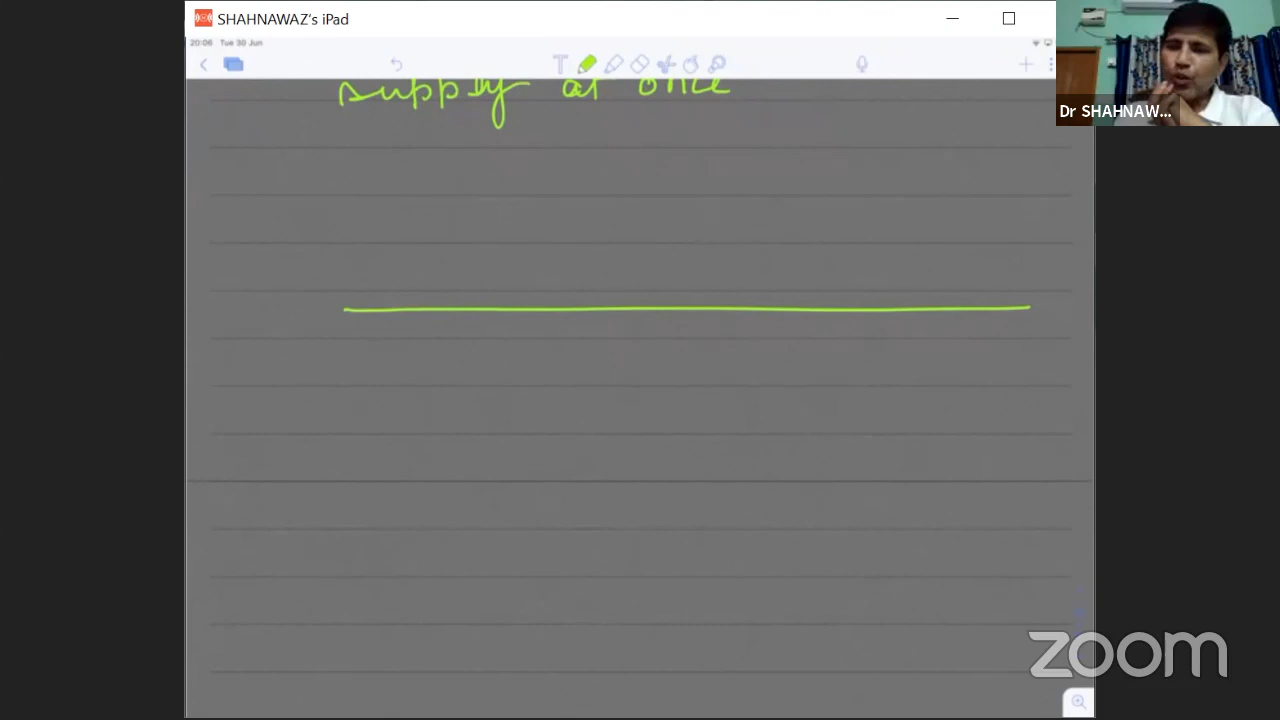 SHAHNAWAZ's iPad
20:06 Tue 30 Jun
supply at once
Dr SHAHNAW...
zoom